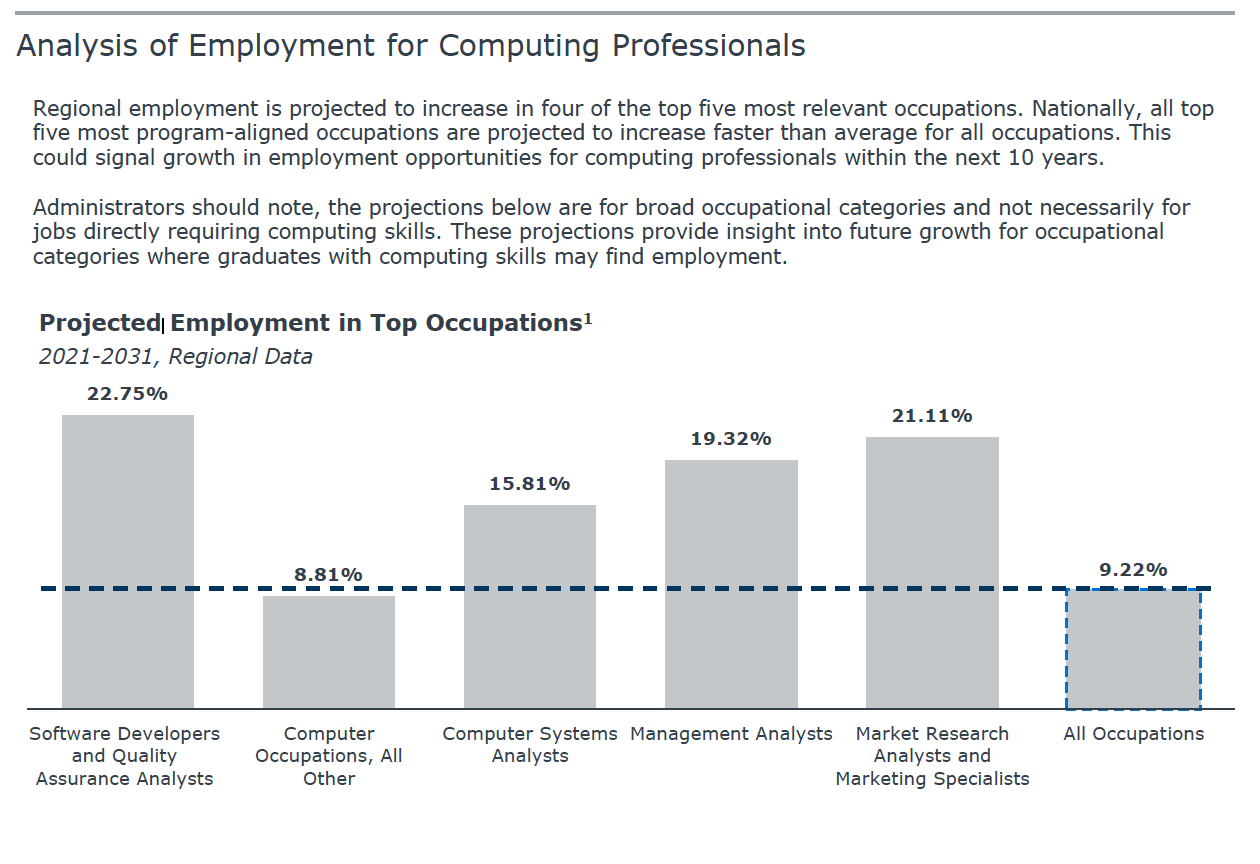 Analysis of Employment for Computing Professionals
Regional employment is projected to increase in four of the top five most relevant occupations. Nationally, all top
five most program-aligned occupations are projected to increase faster than average for all occupations. This
could signal growth in employment opportunities for computing professionals within the next 10 years.
Administrators should note, the projections below are for broad occupational categories and not necessarily for
jobs directly requiring computing skills. These projections provide insight into future growth for occupational
categories where graduates with computing skills may find employment.
Projected Employment in Top Occupations¹
2021-2031, Regional Data
22.75%
8.81%
15.81%
19.32%
21.11%
9.22%
Software Developers
and Quality
Assurance Analysts
Computer
Occupations, All
Other
Computer Systems
Analysts
Management Analysts
Market Research
Analysts and
Marketing Specialists
All Occupations